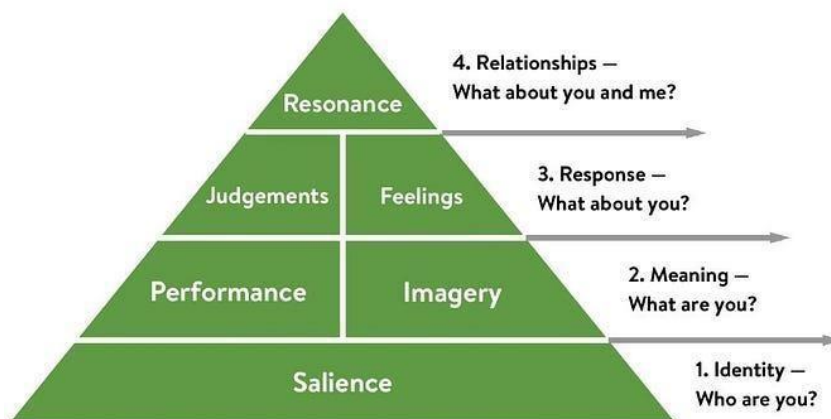 4. Relationships —
What about you and me?
Resonance
3. Response —
What about you?
Judgements
Feelings
2. Meaning —
What are you?
Performance
Imagery
1. Identity —
Who are you?
Salience